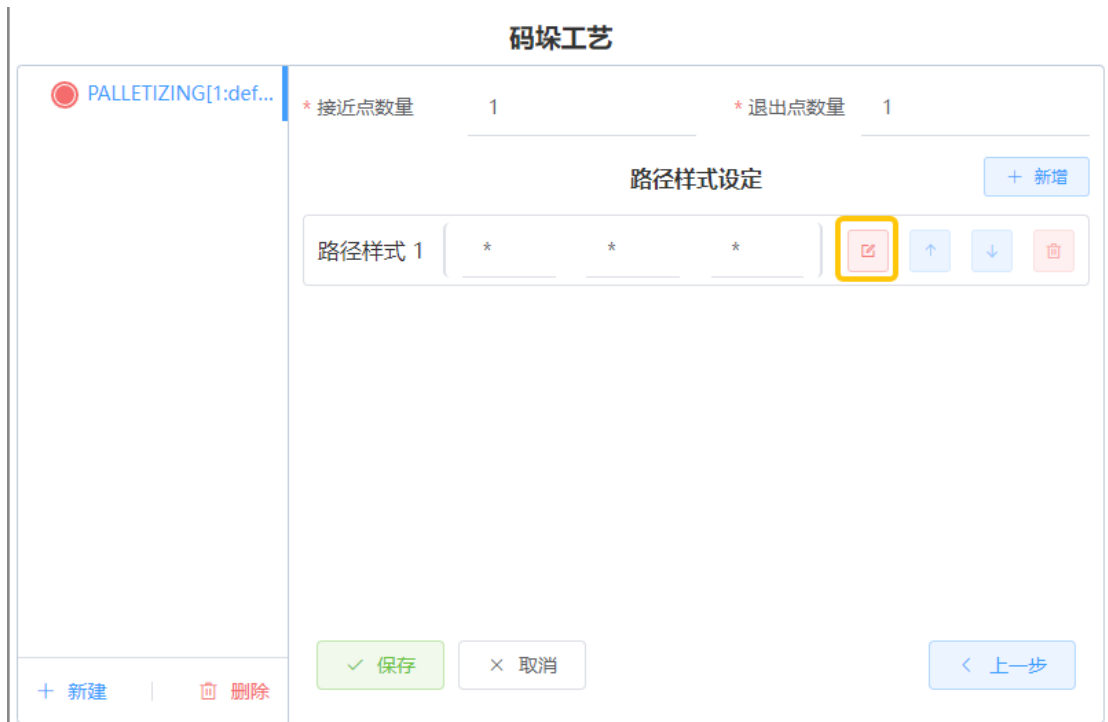 码垛工艺
PALLETIZING[1:def...
* 接近点数量 1 * 退出点数量 1
路径样式设定 + 新增
路径样式 1 * * *
保存 取消 上一步
+ 新建 删除